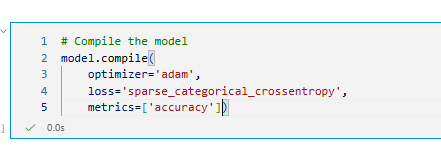 1 # Compile the model
2 model.compile(
3     optimizer='adam',
4     loss='sparse_categorical_crossentropy',
5     metrics=['accuracy'])
] ✓ 0.0s